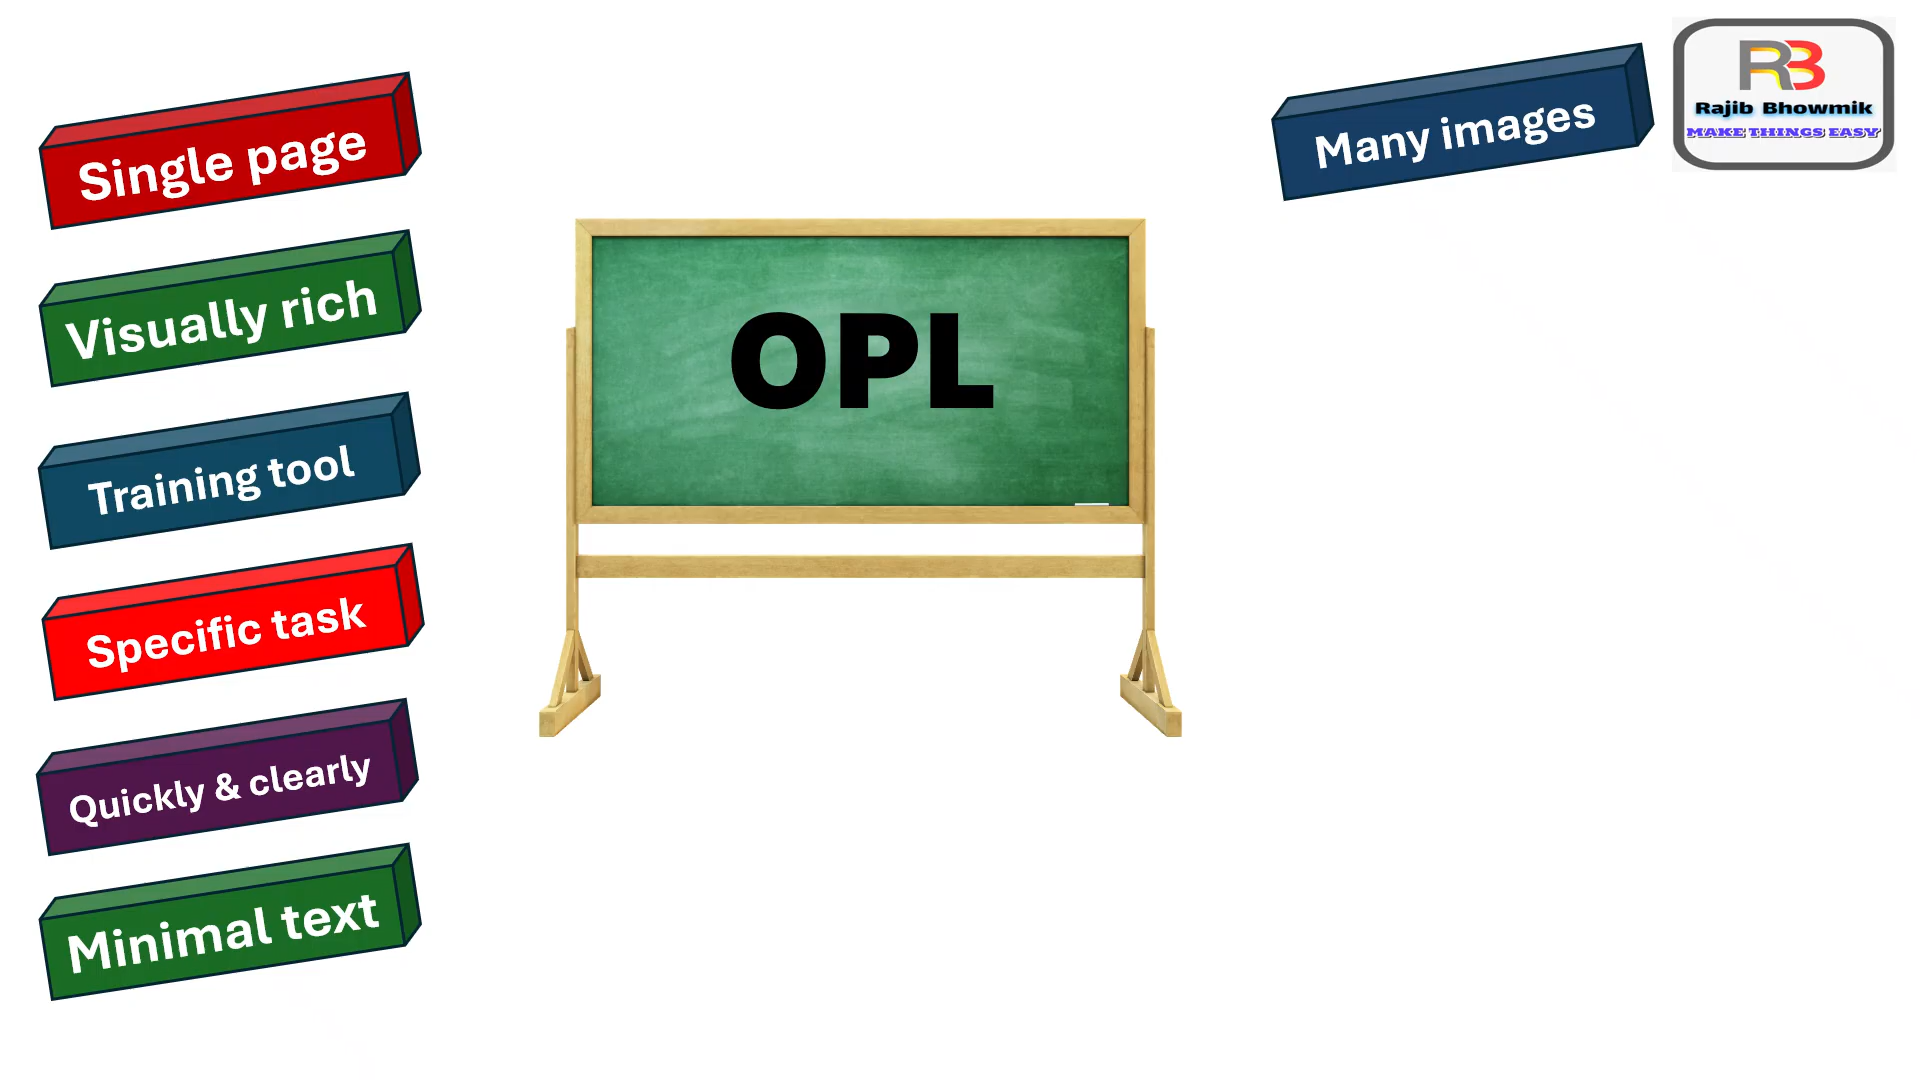 Single page
Visually rich
Training tool
Specific task
Quickly & clearly
Minimal text
OPL
Many images
RB
Rajib Bhowmik
MAKE THINGS EASY